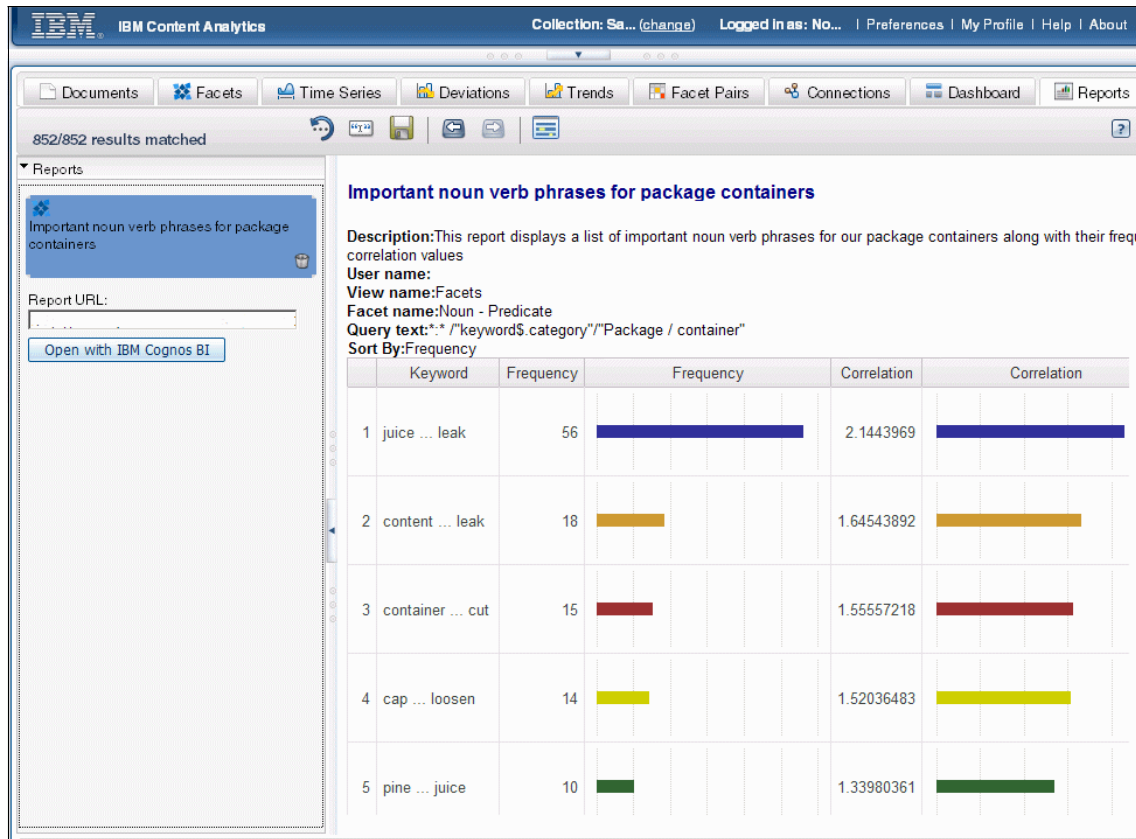 IBM IBM Content Analytics Collection: Sa... (change) Logged in as: No... | Preferences | My Profile | Help | About
Documents Facets Time Series Deviations Trends Facet Pairs Connections Dashboard Reports
852/852 results matched
Reports
Important noun verb phrases for package
containers
Report URL:
Open with IBM Cognos BI
Important noun verb phrases for package containers
Description:This report displays a list of important noun verb phrases for our package containers along with their freq
correlation values
User name:
View name:Facets
Facet name:Noun - Predicate
Query text:*:* /"keyword$.category"/"Package / container"
Sort By:Frequency
Keyword Frequency Frequency Correlation Correlation
1 juice ... leak 56 2.1443969
2 content ... leak 18 1.64543892
3 container ... cut 15 1.55557218
4 cap ... loosen 14 1.52036483
5 pine ... juice 10 1.33980361